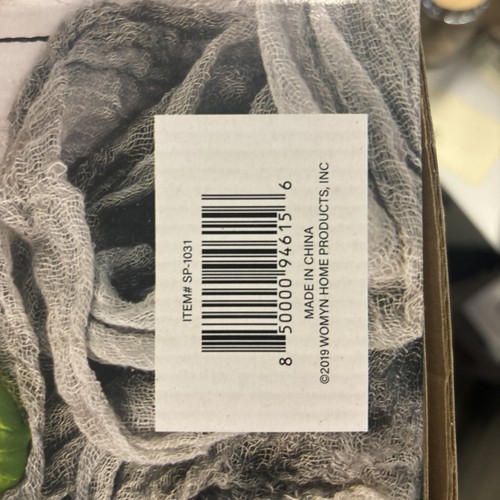 ITEM# SP-1031
8 50000 94615 6
MADE IN CHINA
©2019 WOMYN HOME PRODUCTS, INC